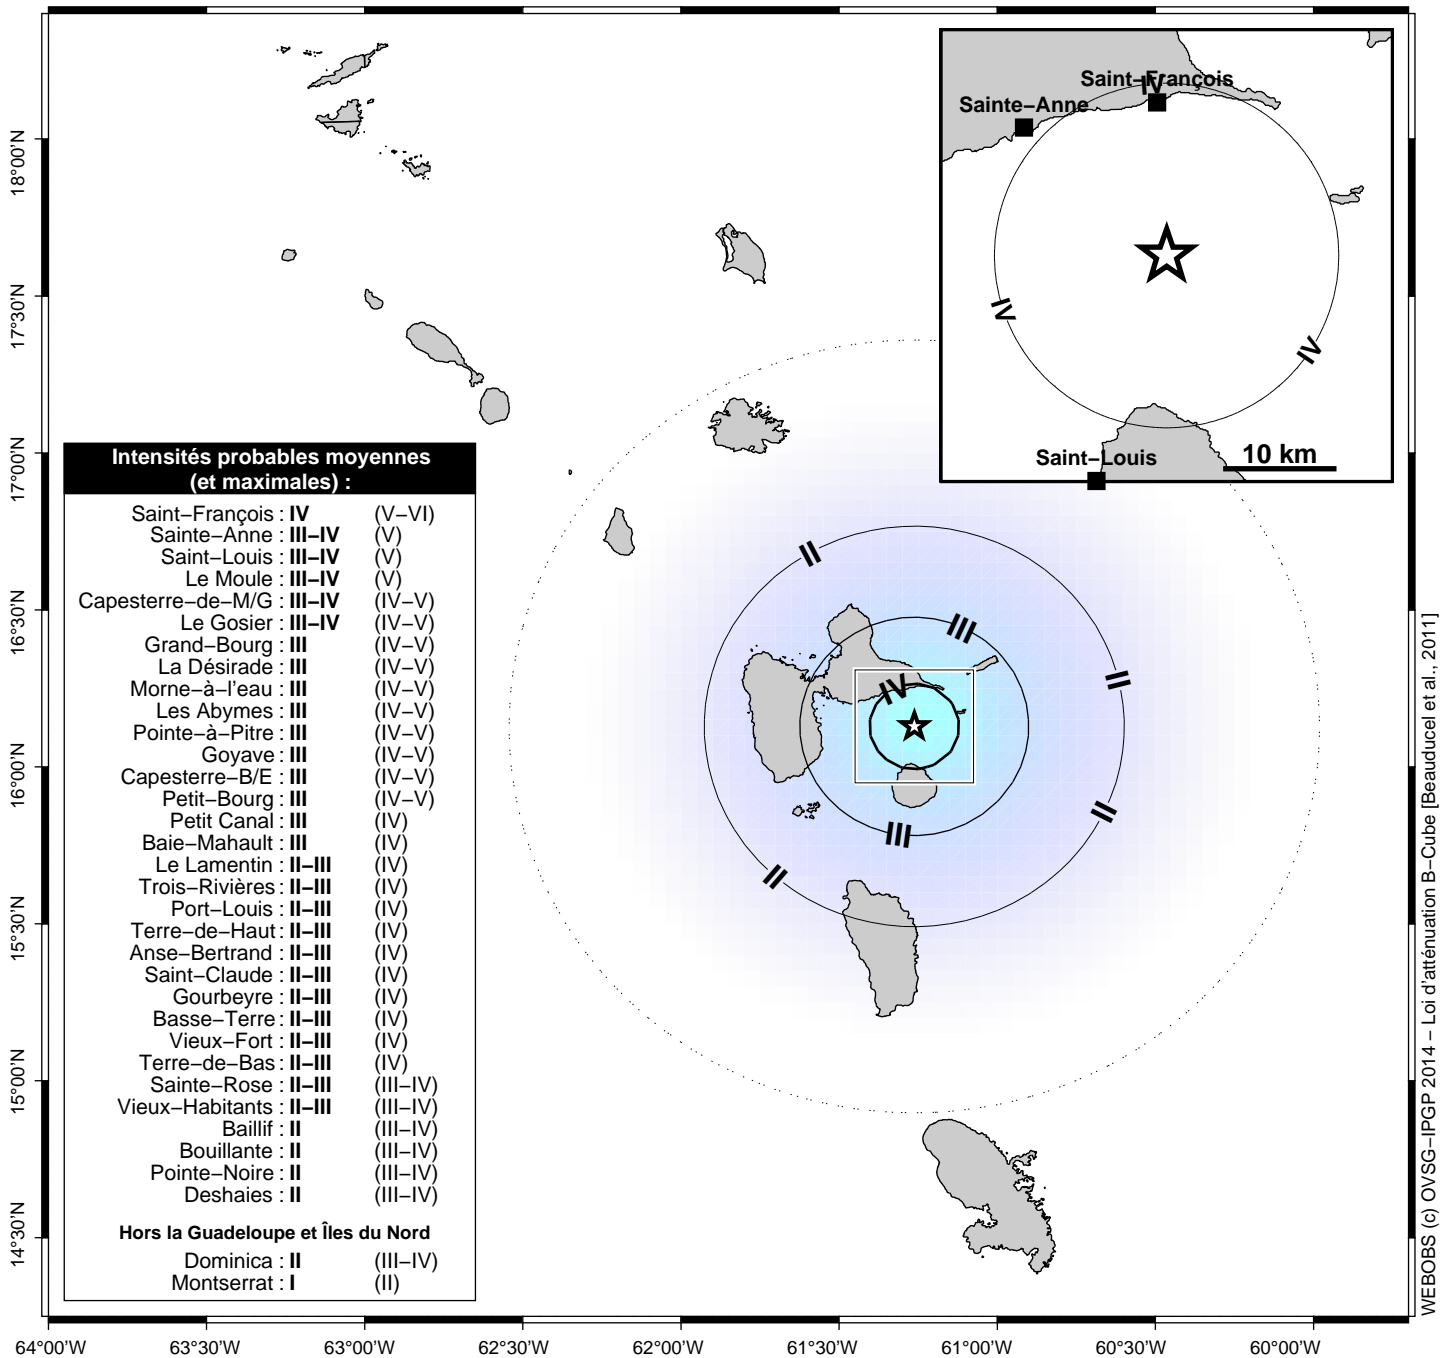 Saint−François
IV
Sainte−Anne
IV
IV
Saint−Louis
10 km
18°00'N
17°30'N
17°00'N
16°30'N
16°00'N
15°30'N
15°00'N
14°30'N
Intensités probables moyennes
(et maximales) :
Saint−François : IV (V−VI)
Sainte−Anne : III−IV (V)
Saint−Louis : III−IV (V)
Le Moule : III−IV (V)
Capesterre−de−M/G : III−IV (IV−V)
Le Gosier : III−IV (IV−V)
Grand−Bourg : III (IV−V)
La Désirade : III (IV−V)
Morne−à−l'eau : III (IV−V)
Les Abymes : III (IV−V)
Pointe−à−Pitre : III (IV−V)
Goyave : III (IV−V)
Capesterre−B/E : III (IV−V)
Petit−Bourg : III (IV−V)
Petit Canal : III (IV)
Baie−Mahault : III (IV)
Le Lamentin : II−III (IV)
Trois−Rivières : II−III (IV)
Port−Louis : II−III (IV)
Terre−de−Haut : II−III (IV)
Anse−Bertrand : II−III (IV)
Saint−Claude : II−III (IV)
Gourbeyre : II−III (IV)
Basse−Terre : II−III (IV)
Vieux−Fort : II−III (IV)
Terre−de−Bas : II−III (IV)
Sainte−Rose : II−III (III−IV)
Vieux−Habitants : II−III (III−IV)
Baillif : II (III−IV)
Bouillante : II (III−IV)
Pointe−Noire : II (III−IV)
Deshaies : II (III−IV)
Hors la Guadeloupe et Îles du Nord
Dominica : II (III−IV)
Montserrat : I (II)
II
III
IV
II
III
II
II
64°00'W
63°30'W
63°00'W
62°30'W
62°00'W
61°30'W
61°00'W
60°30'W
60°00'W
WEBOBS (c) OVSG−IPGP 2014 − Loi d'atténuation B−Cube [Beauducel et al., 2011]